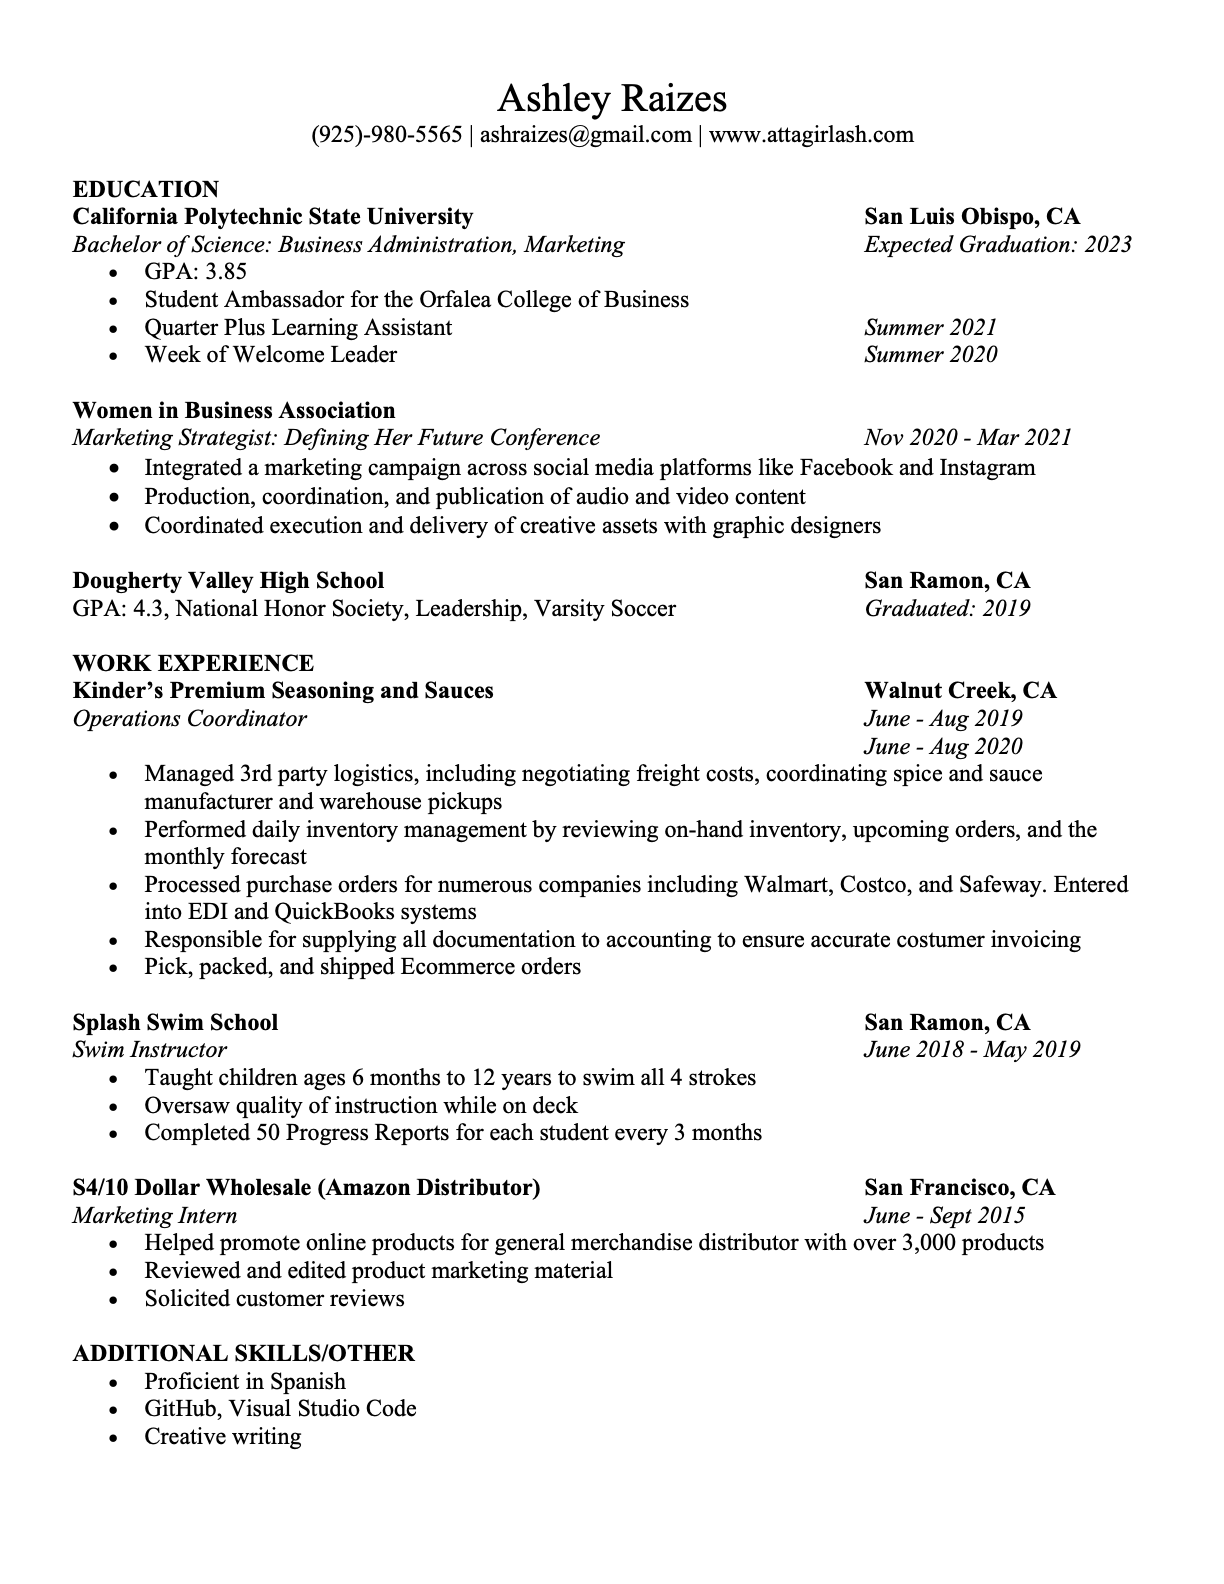 Ashley Raizes
(925)-980-5565 | ashraizes@gmail.com | www.attagirlash.com
EDUCATION
California Polytechnic State University San Luis Obispo, CA
Bachelor of Science: Business Administration, Marketing Expected Graduation: 2023
• GPA: 3.85
• Student Ambassador for the Orfalea College of Business
• Quarter Plus Learning Assistant Summer 2021
• Week of Welcome Leader Summer 2020
Women in Business Association
Marketing Strategist: Defining Her Future Conference Nov 2020 - Mar 2021
• Integrated a marketing campaign across social media platforms like Facebook and Instagram
• Production, coordination, and publication of audio and video content
• Coordinated execution and delivery of creative assets with graphic designers
Dougherty Valley High School San Ramon, CA
GPA: 4.3, National Honor Society, Leadership, Varsity Soccer Graduated: 2019
WORK EXPERIENCE
Kinder’s Premium Seasoning and Sauces Walnut Creek, CA
Operations Coordinator June - Aug 2019
June - Aug 2020
• Managed 3rd party logistics, including negotiating freight costs, coordinating spice and sauce
manufacturer and warehouse pickups
• Performed daily inventory management by reviewing on-hand inventory, upcoming orders, and the
monthly forecast
• Processed purchase orders for numerous companies including Walmart, Costco, and Safeway. Entered
into EDI and QuickBooks systems
• Responsible for supplying all documentation to accounting to ensure accurate costumer invoicing
• Pick, packed, and shipped Ecommerce orders
Splash Swim School San Ramon, CA
Swim Instructor June 2018 - May 2019
• Taught children ages 6 months to 12 years to swim all 4 strokes
• Oversaw quality of instruction while on deck
• Completed 50 Progress Reports for each student every 3 months
S4/10 Dollar Wholesale (Amazon Distributor) San Francisco, CA
Marketing Intern June - Sept 2015
• Helped promote online products for general merchandise distributor with over 3,000 products
• Reviewed and edited product marketing material
• Solicited customer reviews
ADDITIONAL SKILLS/OTHER
• Proficient in Spanish
• GitHub, Visual Studio Code
• Creative writing